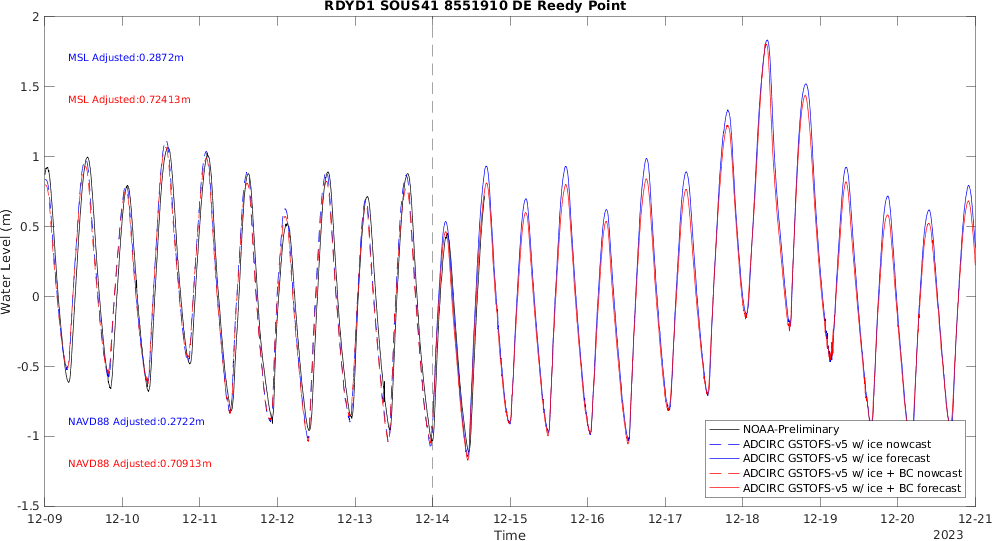 RDYD1 SOUS41 8551910 DE Reedy Point
2
1.5
1
0.5
0
-0.5
-1
-1.5
Water Level (m)
MSL Adjusted:0.2872m
MSL Adjusted:0.72413m
NAVD88 Adjusted:0.2722m
NAVD88 Adjusted:0.70913m
NOAA-Preliminary
ADCIRC GSTOFS-v5 w/ ice nowcast
ADCIRC GSTOFS-v5 w/ ice forecast
ADCIRC GSTOFS-v5 w/ ice + BC nowcast
ADCIRC GSTOFS-v5 w/ ice + BC forecast
12-09 12-10 12-11 12-12 12-13 12-14 12-15 12-16 12-17 12-18 12-19 12-20 12-21
Time
2023